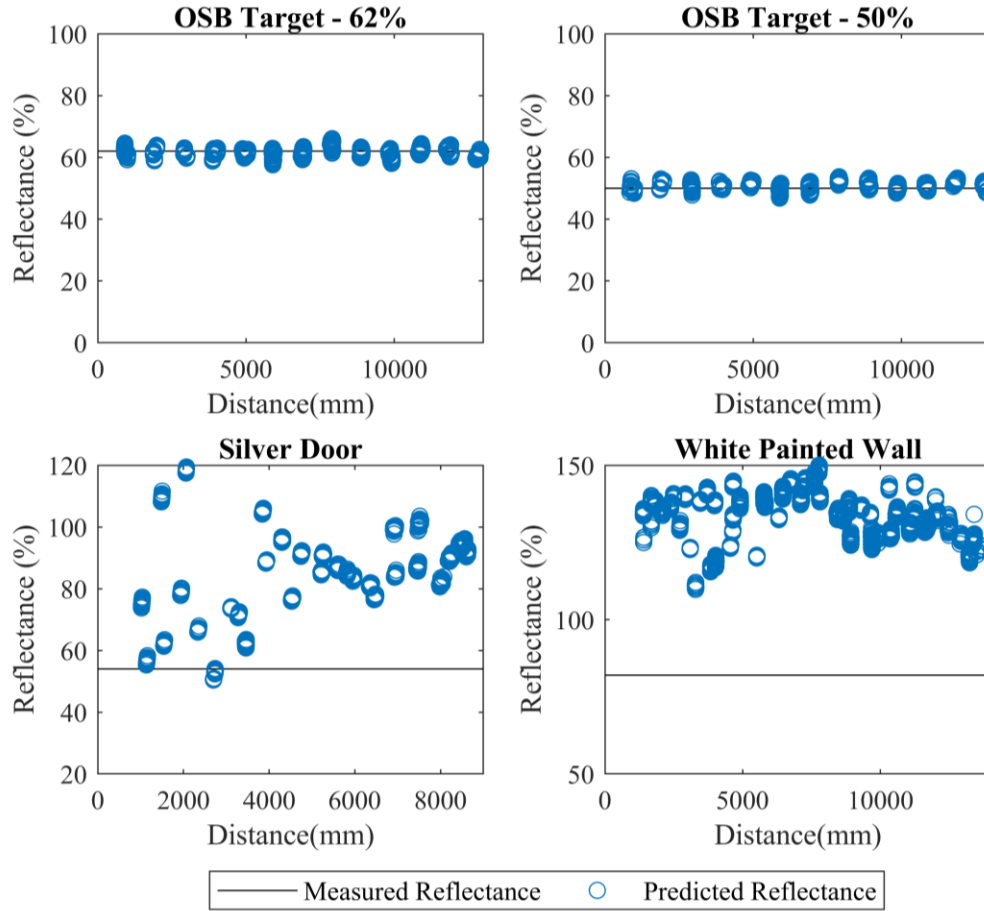 OSB Target - 62%
100
80
60
40
20
0
Reflectance (%)
0 5000 10000
Distance(mm)
OSB Target - 50%
100
80
60
40
20
0
Reflectance (%)
0 5000 10000
Distance(mm)
Silver Door
120
100
80
60
40
20
Reflectance (%)
0 2000 4000 6000 8000
Distance(mm)
White Painted Wall
150
100
50
Reflectance (%)
0 5000 10000
Distance(mm)
Measured Reflectance Predicted Reflectance